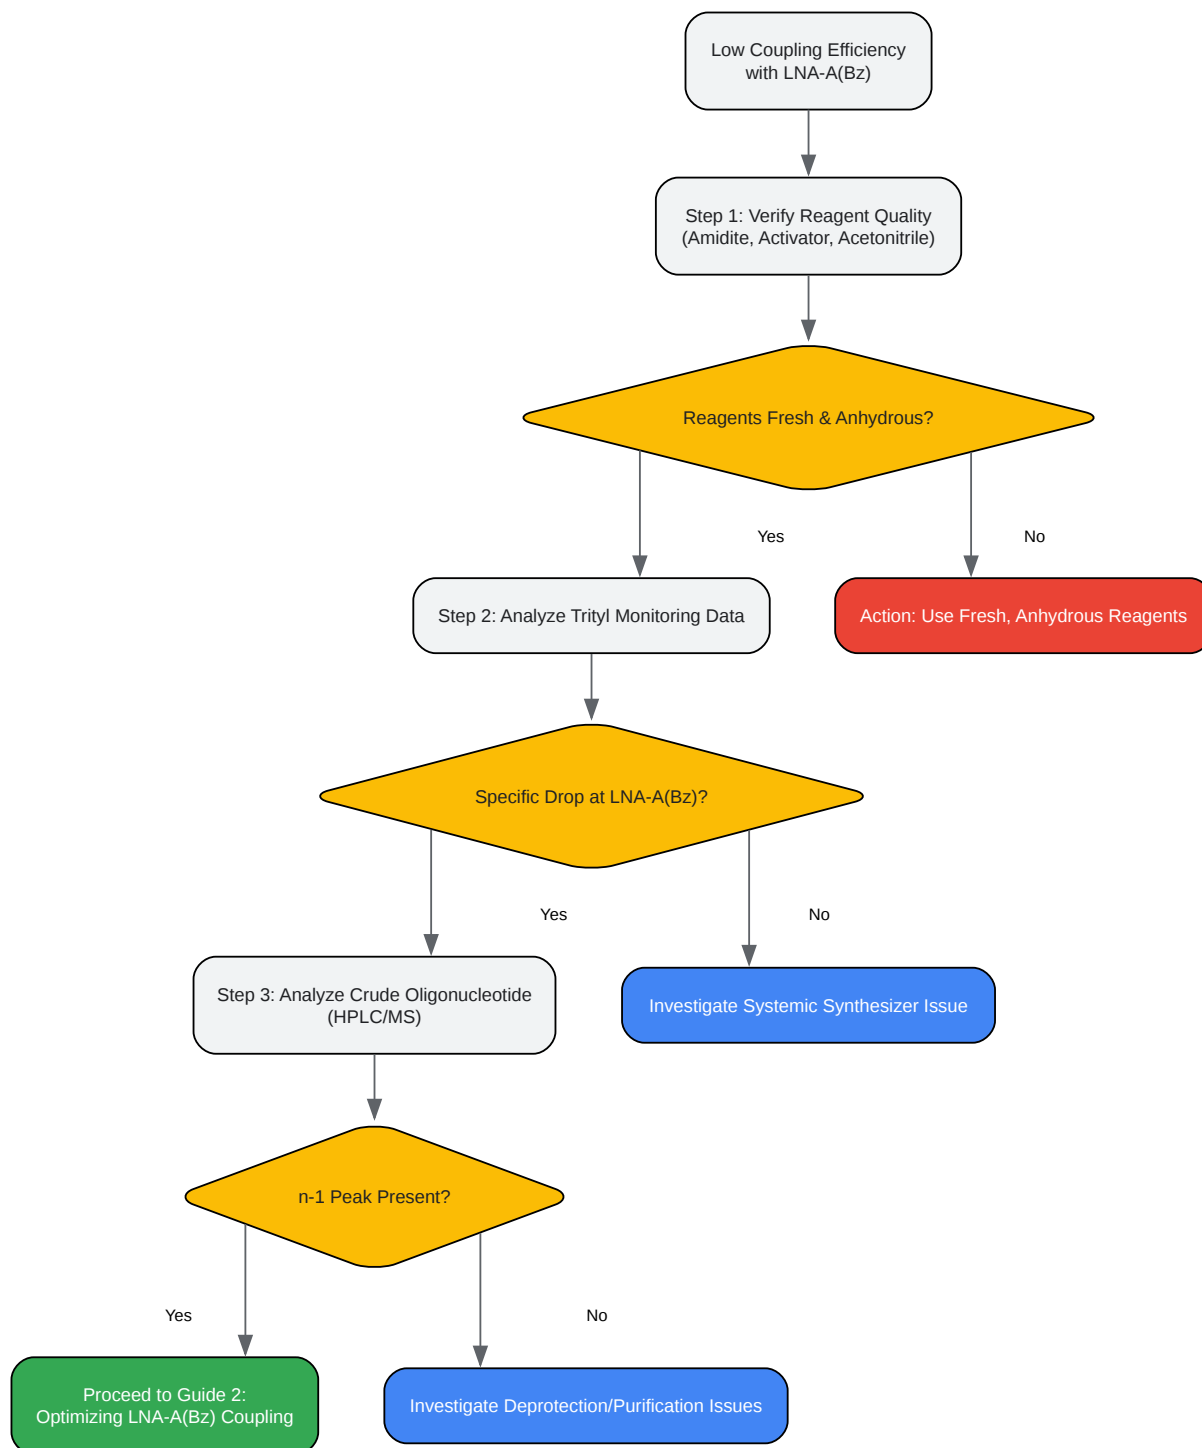 Low Coupling Efficiency
with LNA-A(Bz)
Step 1: Verify Reagent Quality
(Amidite, Activator, Acetonitrile)
Reagents Fresh & Anhydrous?
Yes
No
Step 2: Analyze Trityl Monitoring Data
Action: Use Fresh, Anhydrous Reagents
Specific Drop at LNA-A(Bz)?
Yes
No
Step 3: Analyze Crude Oligonucleotide
(HPLC/MS)
Investigate Systemic Synthesizer Issue
n-1 Peak Present?
Yes
No
Proceed to Guide 2:
Optimizing LNA-A(Bz) Coupling
Investigate Deprotection/Purification Issues